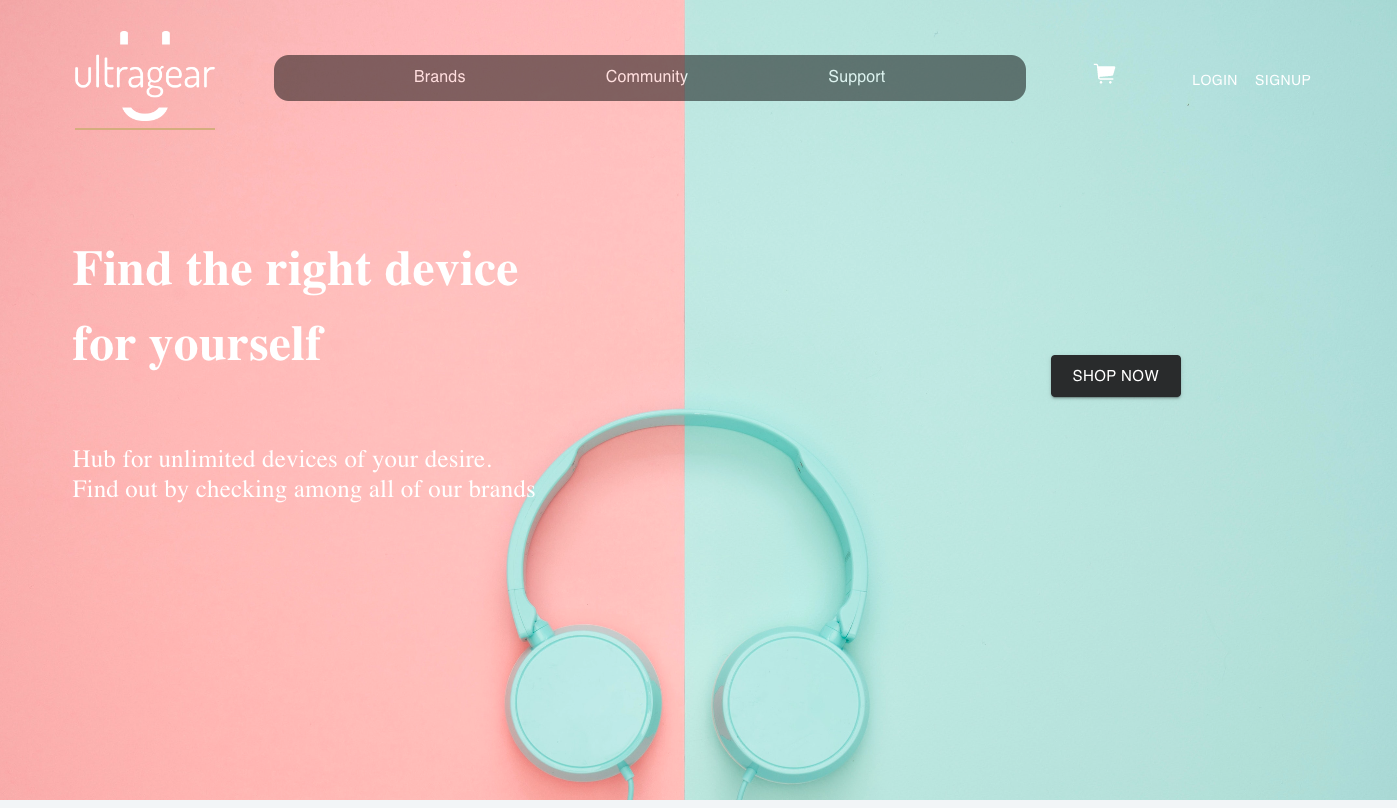 ultragear
Brands
Community
Support
LOGIN
SIGNUP
Find the right device
for yourself
SHOP NOW
Hub for unlimited devices of your desire.
Find out by checking among all of our brands